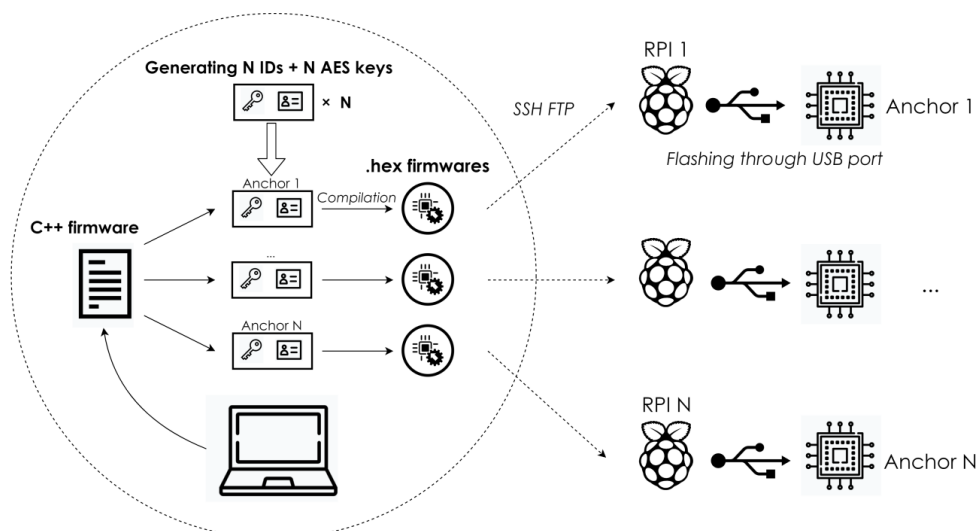 Generating N IDs + N AES keys
× N
Anchor 1
Compilation
.hex firmwares
C++ firmware
...
Anchor N
SSH FTP
RPI 1
Anchor 1
Flashing through USB port
...
RPI N
Anchor N